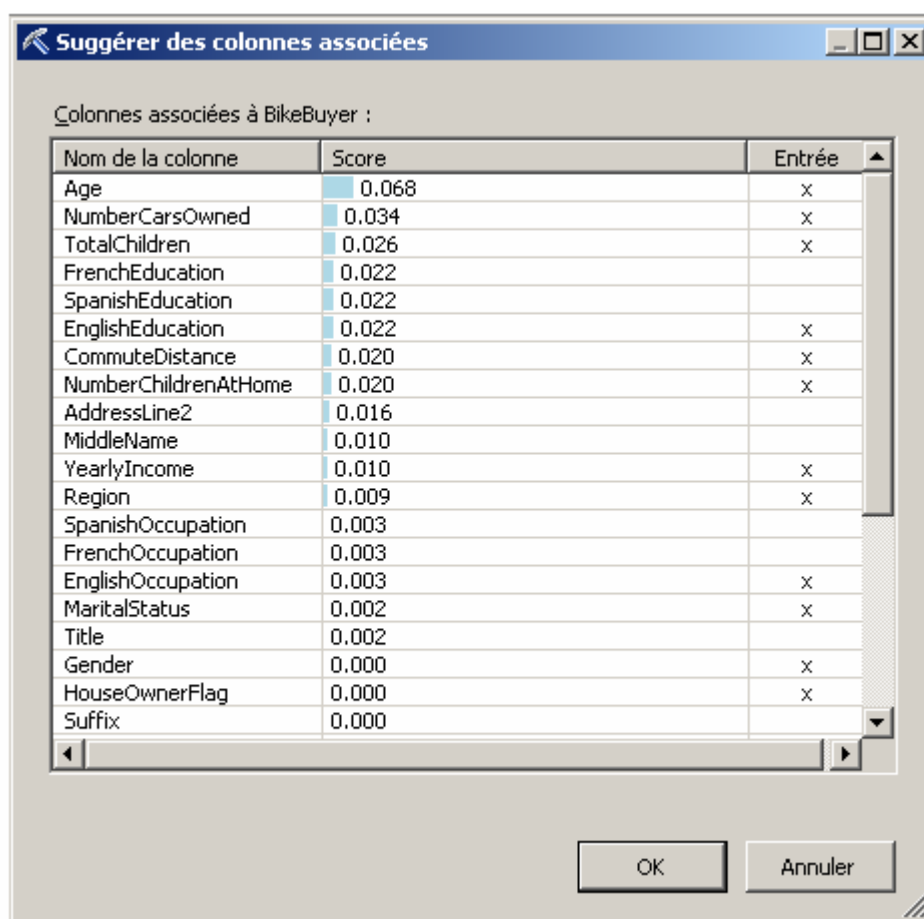 Suggérer des colonnes associées
Colonnes associées à BikeBuyer :
Nom de la colonne Score Entrée
Age 0.068 x
NumberCarsOwned 0.034 x
TotalChildren 0.026 x
FrenchEducation 0.022
SpanishEducation 0.022
EnglishEducation 0.022 x
CommuteDistance 0.020 x
NumberChildrenAtHome 0.020 x
AddressLine2 0.016
MiddleName 0.010
YearlyIncome 0.010 x
Region 0.009 x
SpanishOccupation 0.003
FrenchOccupation 0.003
EnglishOccupation 0.003 x
MaritalStatus 0.002 x
Title 0.002
Gender 0.000 x
HouseOwnerFlag 0.000 x
Suffix 0.000
OK Annuler